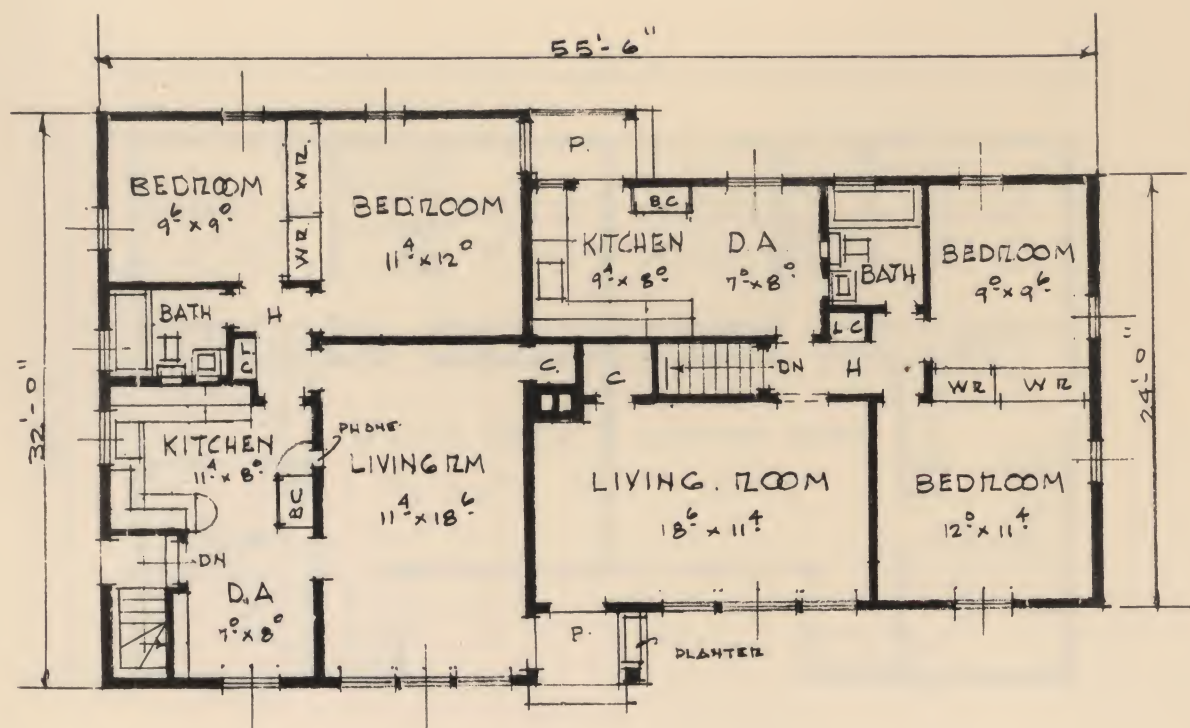 55'-6"
32'-0"
24'-0"
BEDROOM
9⁶ x 9⁰
WR.
WR.
BEDROOM
11⁴ x 12⁰
P.
BC
KITCHEN
9⁴ x 8⁰
D.A.
7⁰ x 8⁰
BATH
BEDROOM
9⁰ x 9⁶
BATH
H
LC
C.
C
DN
LC
H
WR
WR
KITCHEN
11⁴ x 8⁰
PHONE
BC
LIVING RM
11⁴ x 18⁶
LIVING. ROOM
18⁶ x 11⁴
BEDROOM
12⁰ x 11⁴
DN
D.A
7⁰ x 8⁰
P.
PLANTER